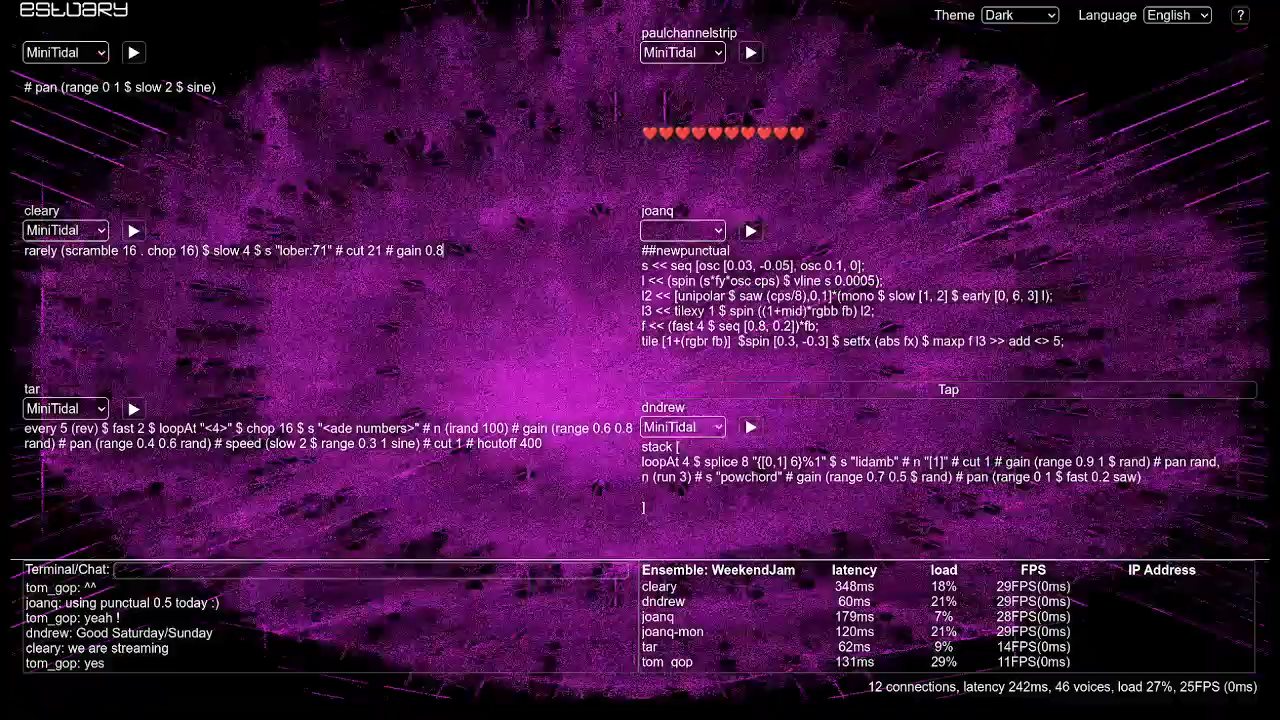 estuary
Theme Dark Language English ?
MiniTidal
# pan (range 0 1 $ slow 2 $ sine)
paulchannelstrip
MiniTidal
❤️❤️❤️❤️❤️❤️❤️❤️❤️❤️
cleary
MiniTidal
rarely (scramble 16 . chop 16) $ slow 4 $ s "lober:71" # cut 21 # gain 0.8
joanq
##newpunctual
s << seq [osc [0.03, -0.05], osc 0.1, 0];
l << (spin (s*fy*osc cps) $ vline s 0.0005);
l2 << [unipolar $ saw (cps/8),0.1]*(mono $ slow [1, 2] $ early [0, 6, 3] l);
l3 << tilexy 1 $ spin ((1+mid)*rgbb fb) l2;
f << (fast 4 $ seq [0.8, 0.2])*fb;
tile [1+(rgbr fb)]  $spin [0.3, -0.3] $ setfx (abs fx) $ maxp f l3 >> add <> 5;
tar
MiniTidal
every 5 (rev) $ fast 2 $ loopAt "<4>" $ chop 16 $ s "<ade numbers>" # n (irand 100) # gain (range 0.6 0.8
rand) # pan (range 0.4 0.6 rand) # speed (slow 2 $ range 0.3 1 sine) # cut 1 # hcutoff 400
Tap
dndrew
MiniTidal
stack [
loopAt 4 $ splice 8 "{[0,1] 6}%1" $ s "lidamb" # n "[1]" # cut 1 # gain (range 0.9 1 $ rand) # pan rand,
n (run 3) # s "powchord" # gain (range 0.7 0.5 $ rand) # pan (range 0 1 $ fast 0.2 saw)
]
Terminal/Chat:
tom_gop: ^^
joanq: using punctual 0.5 today :)
tom_gop: yeah !
dndrew: Good Saturday/Sunday
cleary: we are streaming
tom_gop: yes
Ensemble: WeekendJam latency load FPS IP Address
cleary 348ms 18% 29FPS(0ms)
dndrew 60ms 21% 29FPS(0ms)
joanq 179ms 7% 28FPS(0ms)
joanq-mon 120ms 21% 29FPS(0ms)
tar 62ms 9% 14FPS(0ms)
tom_gop 131ms 29% 11FPS(0ms)
12 connections, latency 242ms, 46 voices, load 27%, 25FPS (0ms)